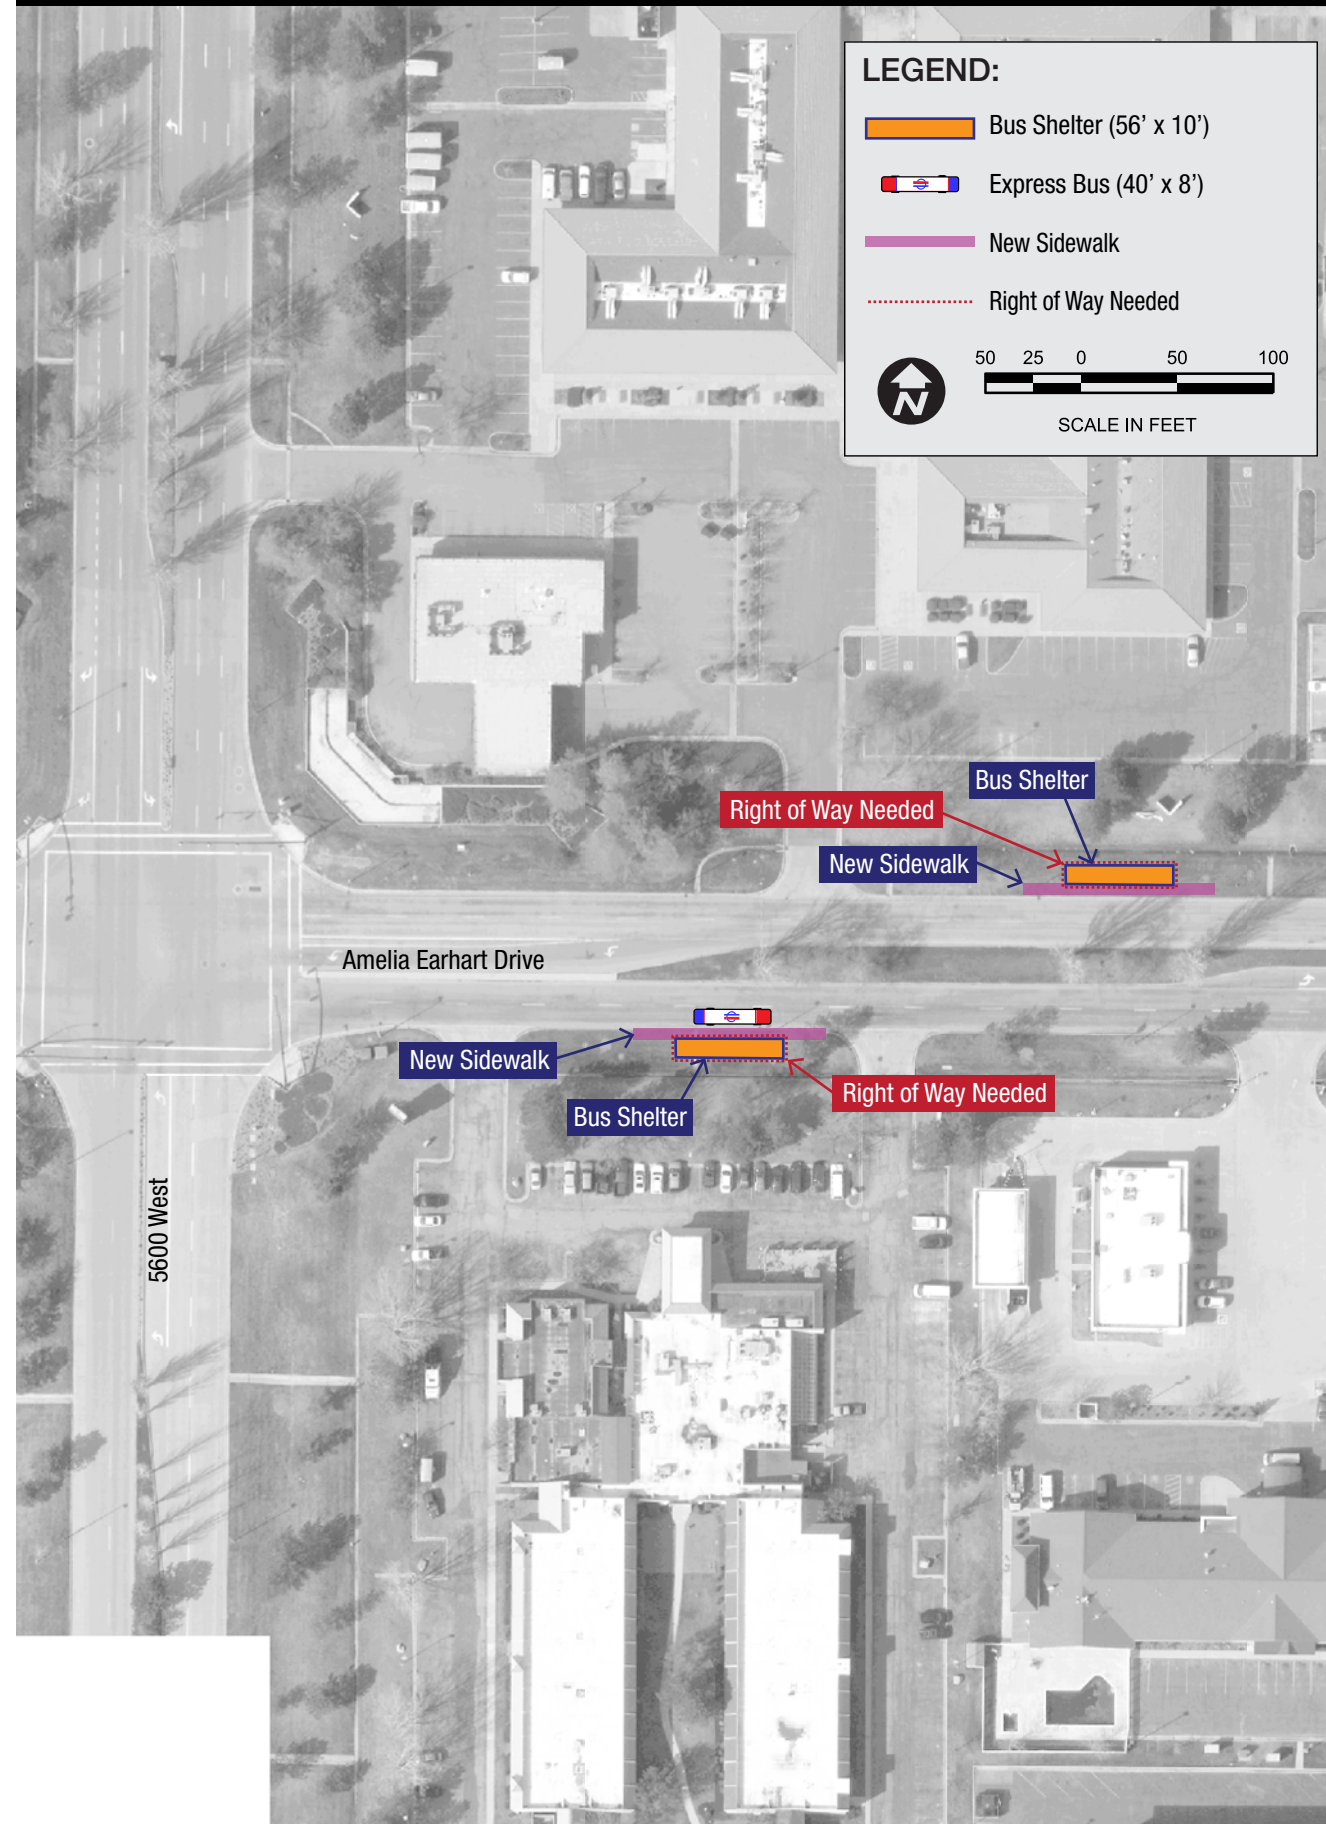 LEGEND:
Bus Shelter (56’ x 10’)
Express Bus (40’ x 8’)
New Sidewalk
Right of Way Needed
50 25 0 50 100
N
SCALE IN FEET
Bus Shelter
Right of Way Needed
New Sidewalk
Amelia Earhart Drive
New Sidewalk
Right of Way Needed
Bus Shelter
5600 West